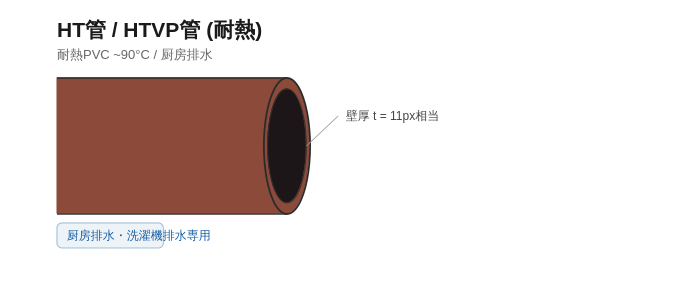 HT管 / HTVP管 (耐熱)
耐熱PVC ~90°C / 厨房排水
壁厚 t = 11px相当
厨房排水・洗濯機排水専用